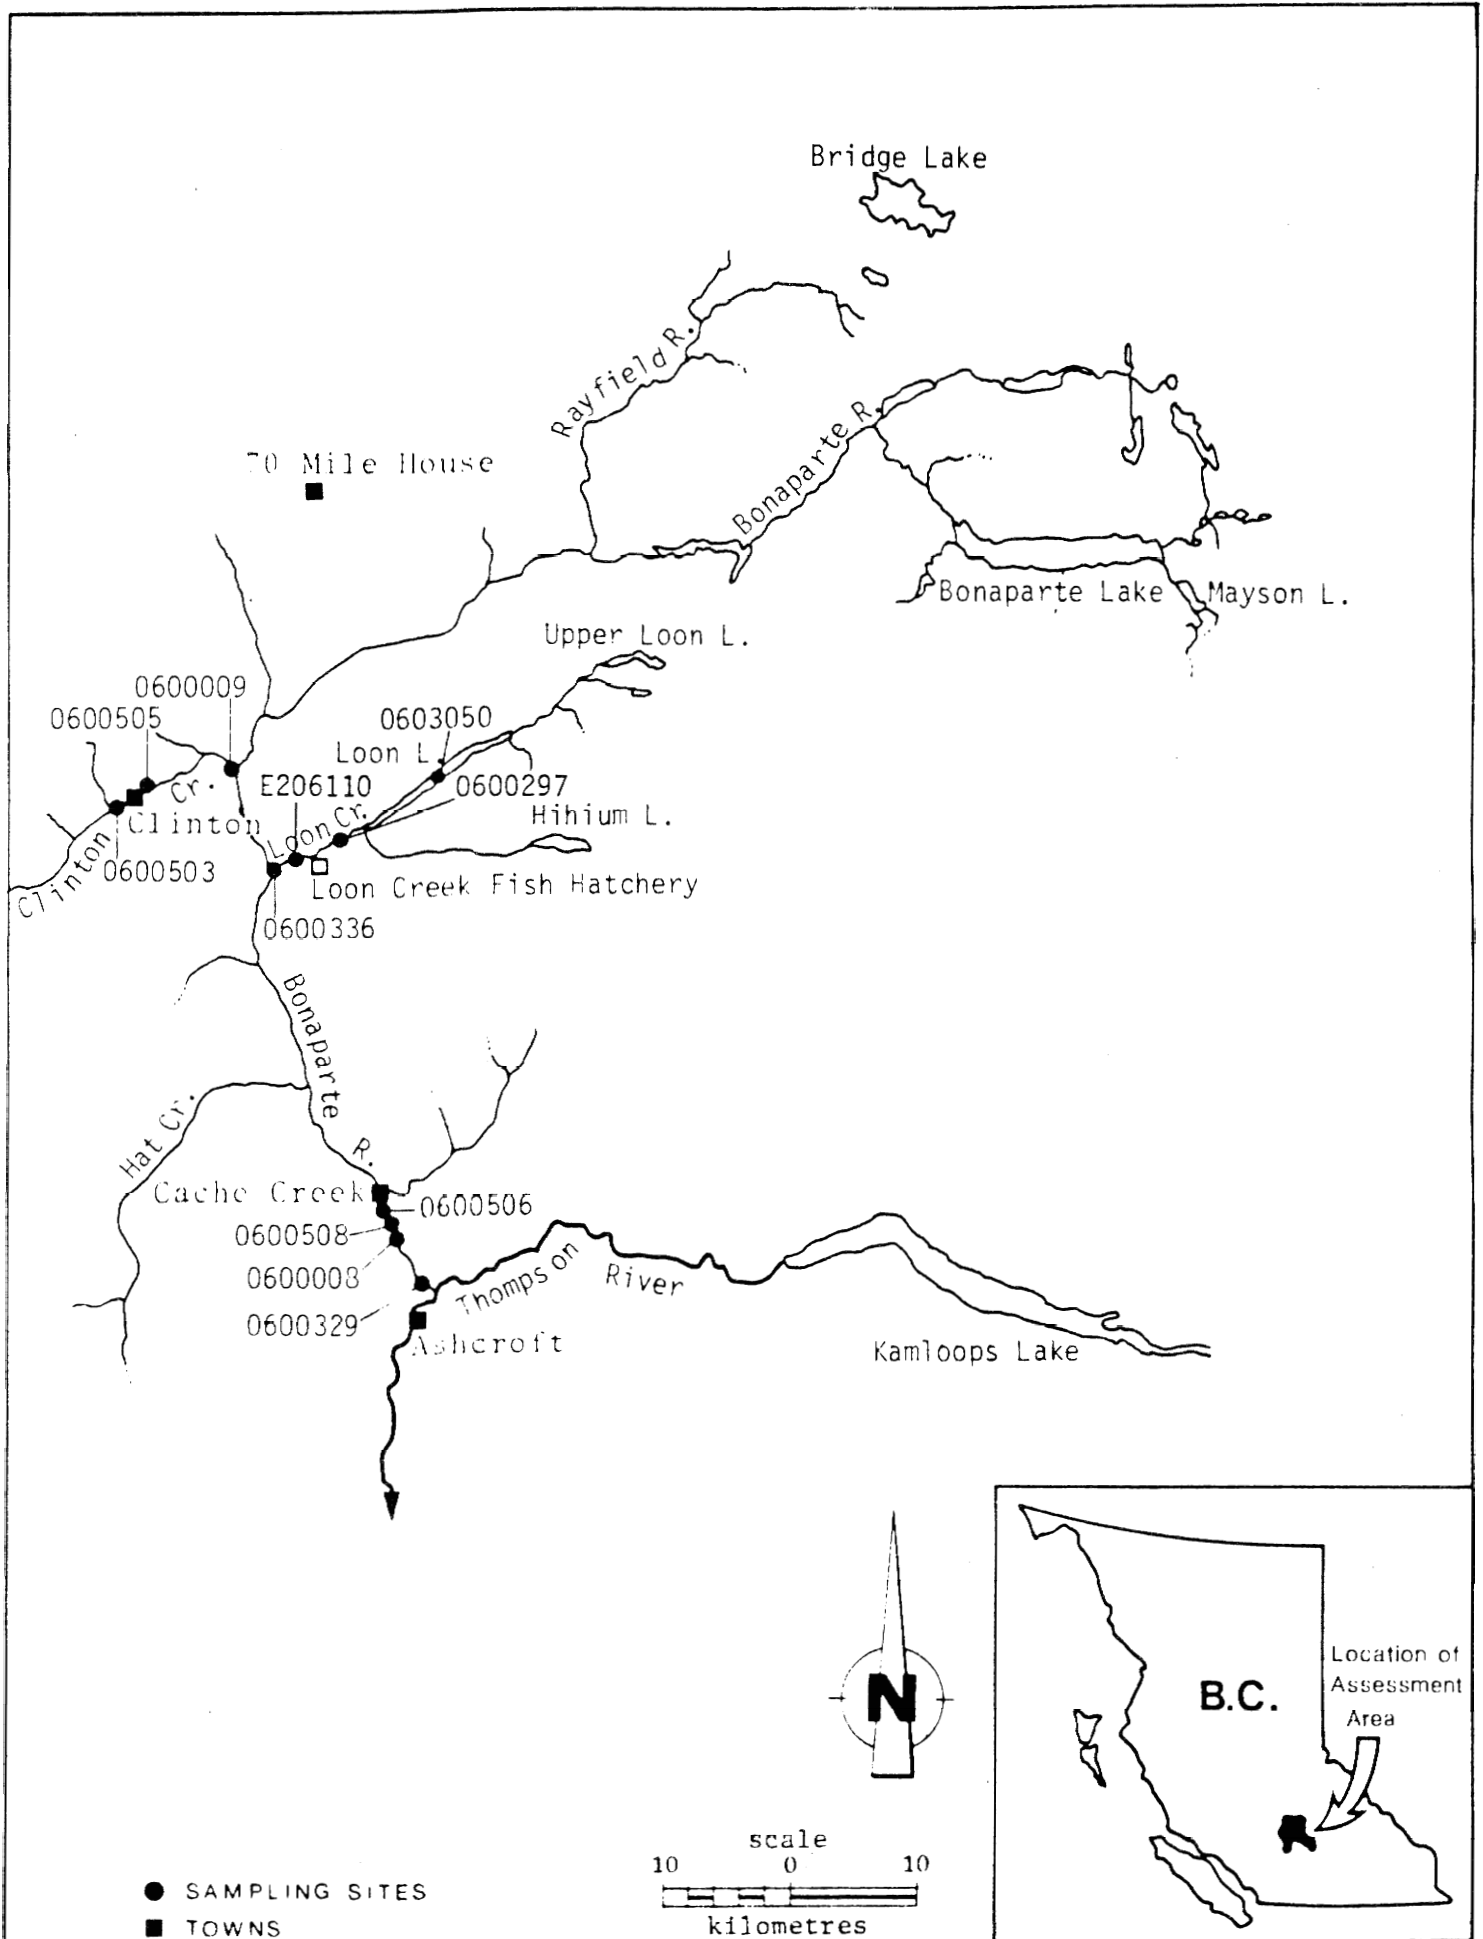 Bridge Lake
Rayfield R.
Bonaparte R.
70 Mile House
Bonaparte Lake
Mayson L.
Upper Loon L.
0600009
0600505
0603050
Loon L.
E206110
0600297
Clinton Cr.
Clinton
Loon Cr.
Hihium L.
0600503
Loon Creek Fish Hatchery
0600336
Bonaparte R.
Hat Cr.
Cache Creek
0600506
0600508
0600008
Thompson River
0600329
Ashcroft
Kamloops Lake
N
Location of
Assessment
Area
B.C.
scale
10 0 10
kilometres
SAMPLING SITES
TOWNS